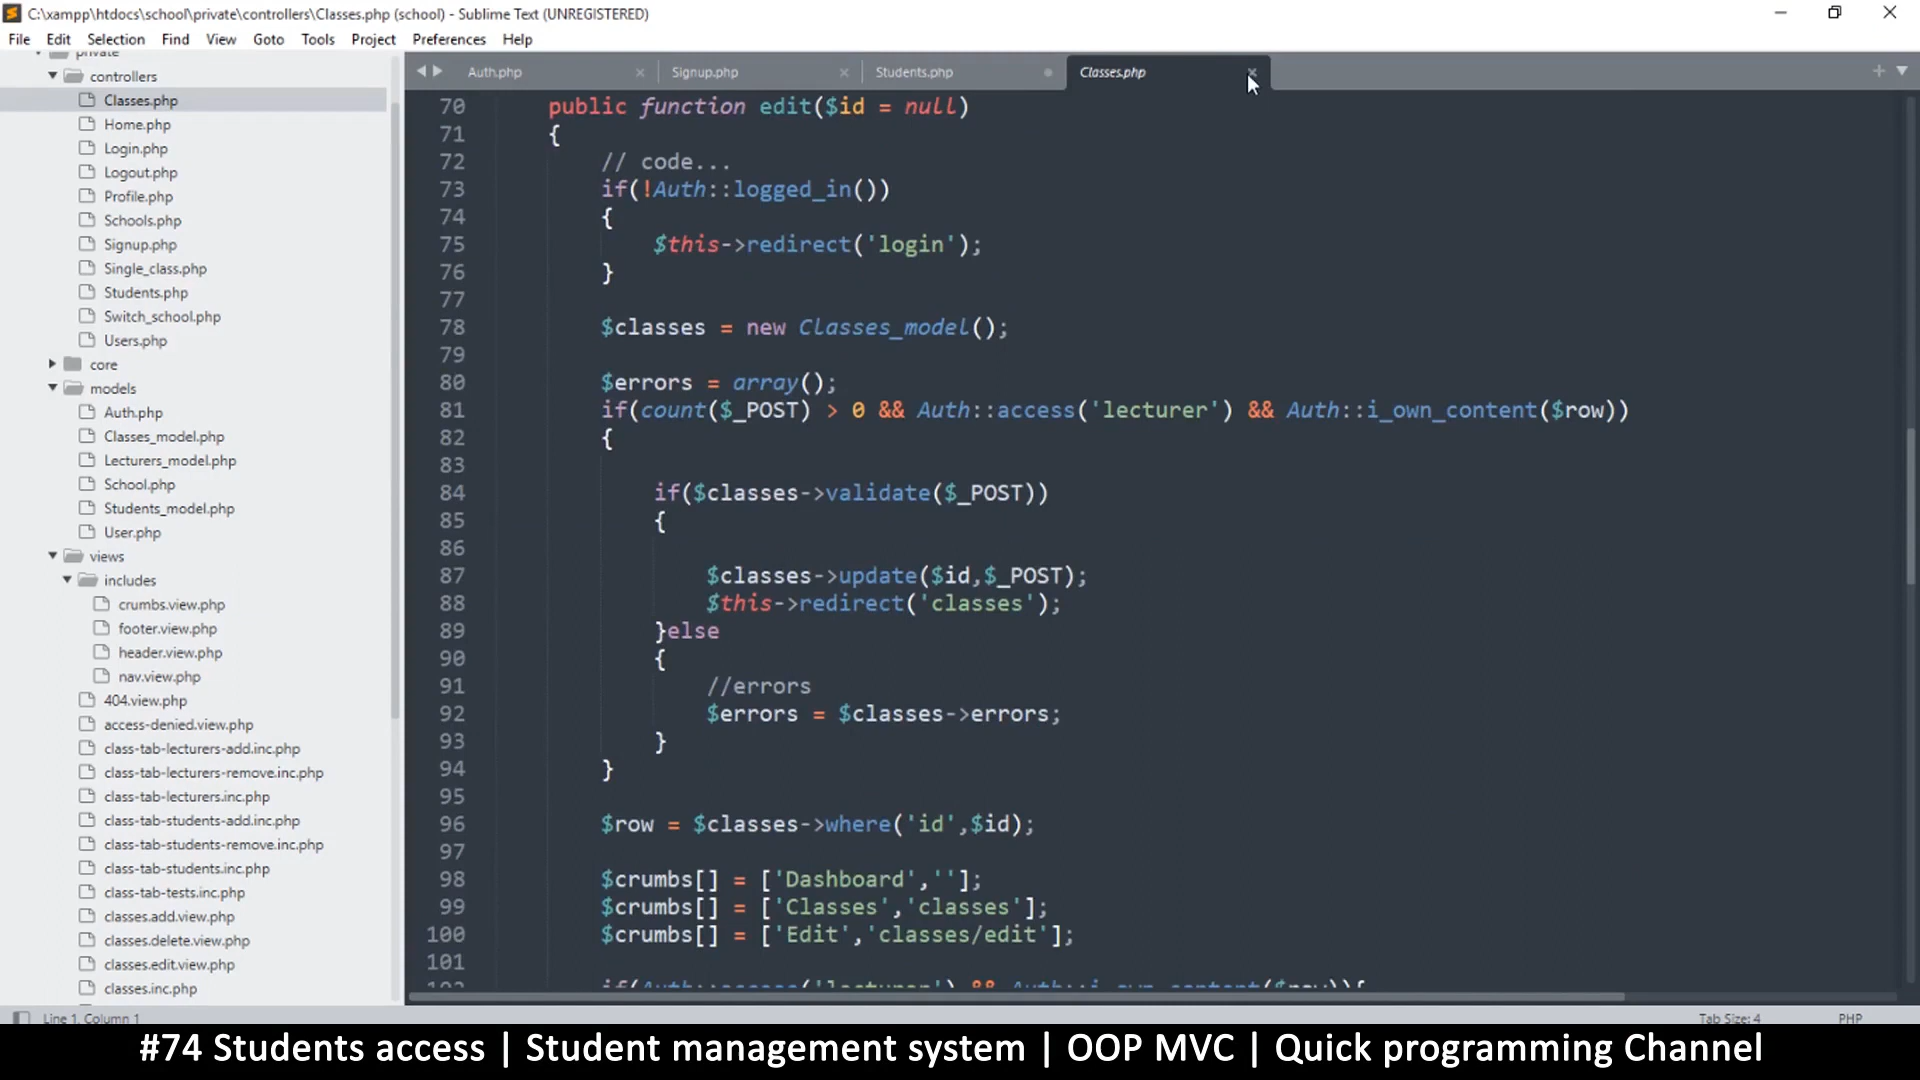 C:\xampp\htdocs\school\private\controllers\Classes.php (school) - Sublime Text (UNREGISTERED)
File Edit Selection Find View Goto Tools Project Preferences Help
private
controllers
Classes.php
Home.php
Login.php
Logout.php
Profile.php
Schools.php
Signup.php
Single_class.php
Students.php
Switch_school.php
Users.php
core
models
Auth.php
Classes_model.php
Lecturers_model.php
School.php
Students_model.php
User.php
views
includes
crumbs.view.php
footer.view.php
header.view.php
nav.view.php
404.view.php
access-denied.view.php
class-tab-lecturers-add.inc.php
class-tab-lecturers-remove.inc.php
class-tab-lecturers.inc.php
class-tab-students-add.inc.php
class-tab-students-remove.inc.php
class-tab-students.inc.php
class-tab-tests.inc.php
classes.add.view.php
classes.delete.view.php
classes.edit.view.php
classes.inc.php
Auth.php Signup.php Students.php Classes.php
70 public function edit($id = null)
71 {
72 // code...
73 if(!Auth::logged_in())
74 {
75 $this->redirect('login');
76 }
77
78 $classes = new Classes_model();
79
80 $errors = array();
81 if(count($_POST) > 0 && Auth::access('lecturer') && Auth::i_own_content($row))
82 {
83
84 if($classes->validate($_POST))
85 {
86
87 $classes->update($id,$_POST);
88 $this->redirect('classes');
89 }else
90 {
91 //errors
92 $errors = $classes->errors;
93 }
94 }
95
96 $row = $classes->where('id',$id);
97
98 $crumbs[] = ['Dashboard',''];
99 $crumbs[] = ['Classes','classes'];
100 $crumbs[] = ['Edit','classes/edit'];
101
102 if(Auth::access('lecturer') && Auth::i_own_content($row)){
Line 1, Column 1 Tab Size: 4 PHP
#74 Students access | Student management system | OOP MVC | Quick programming Channel